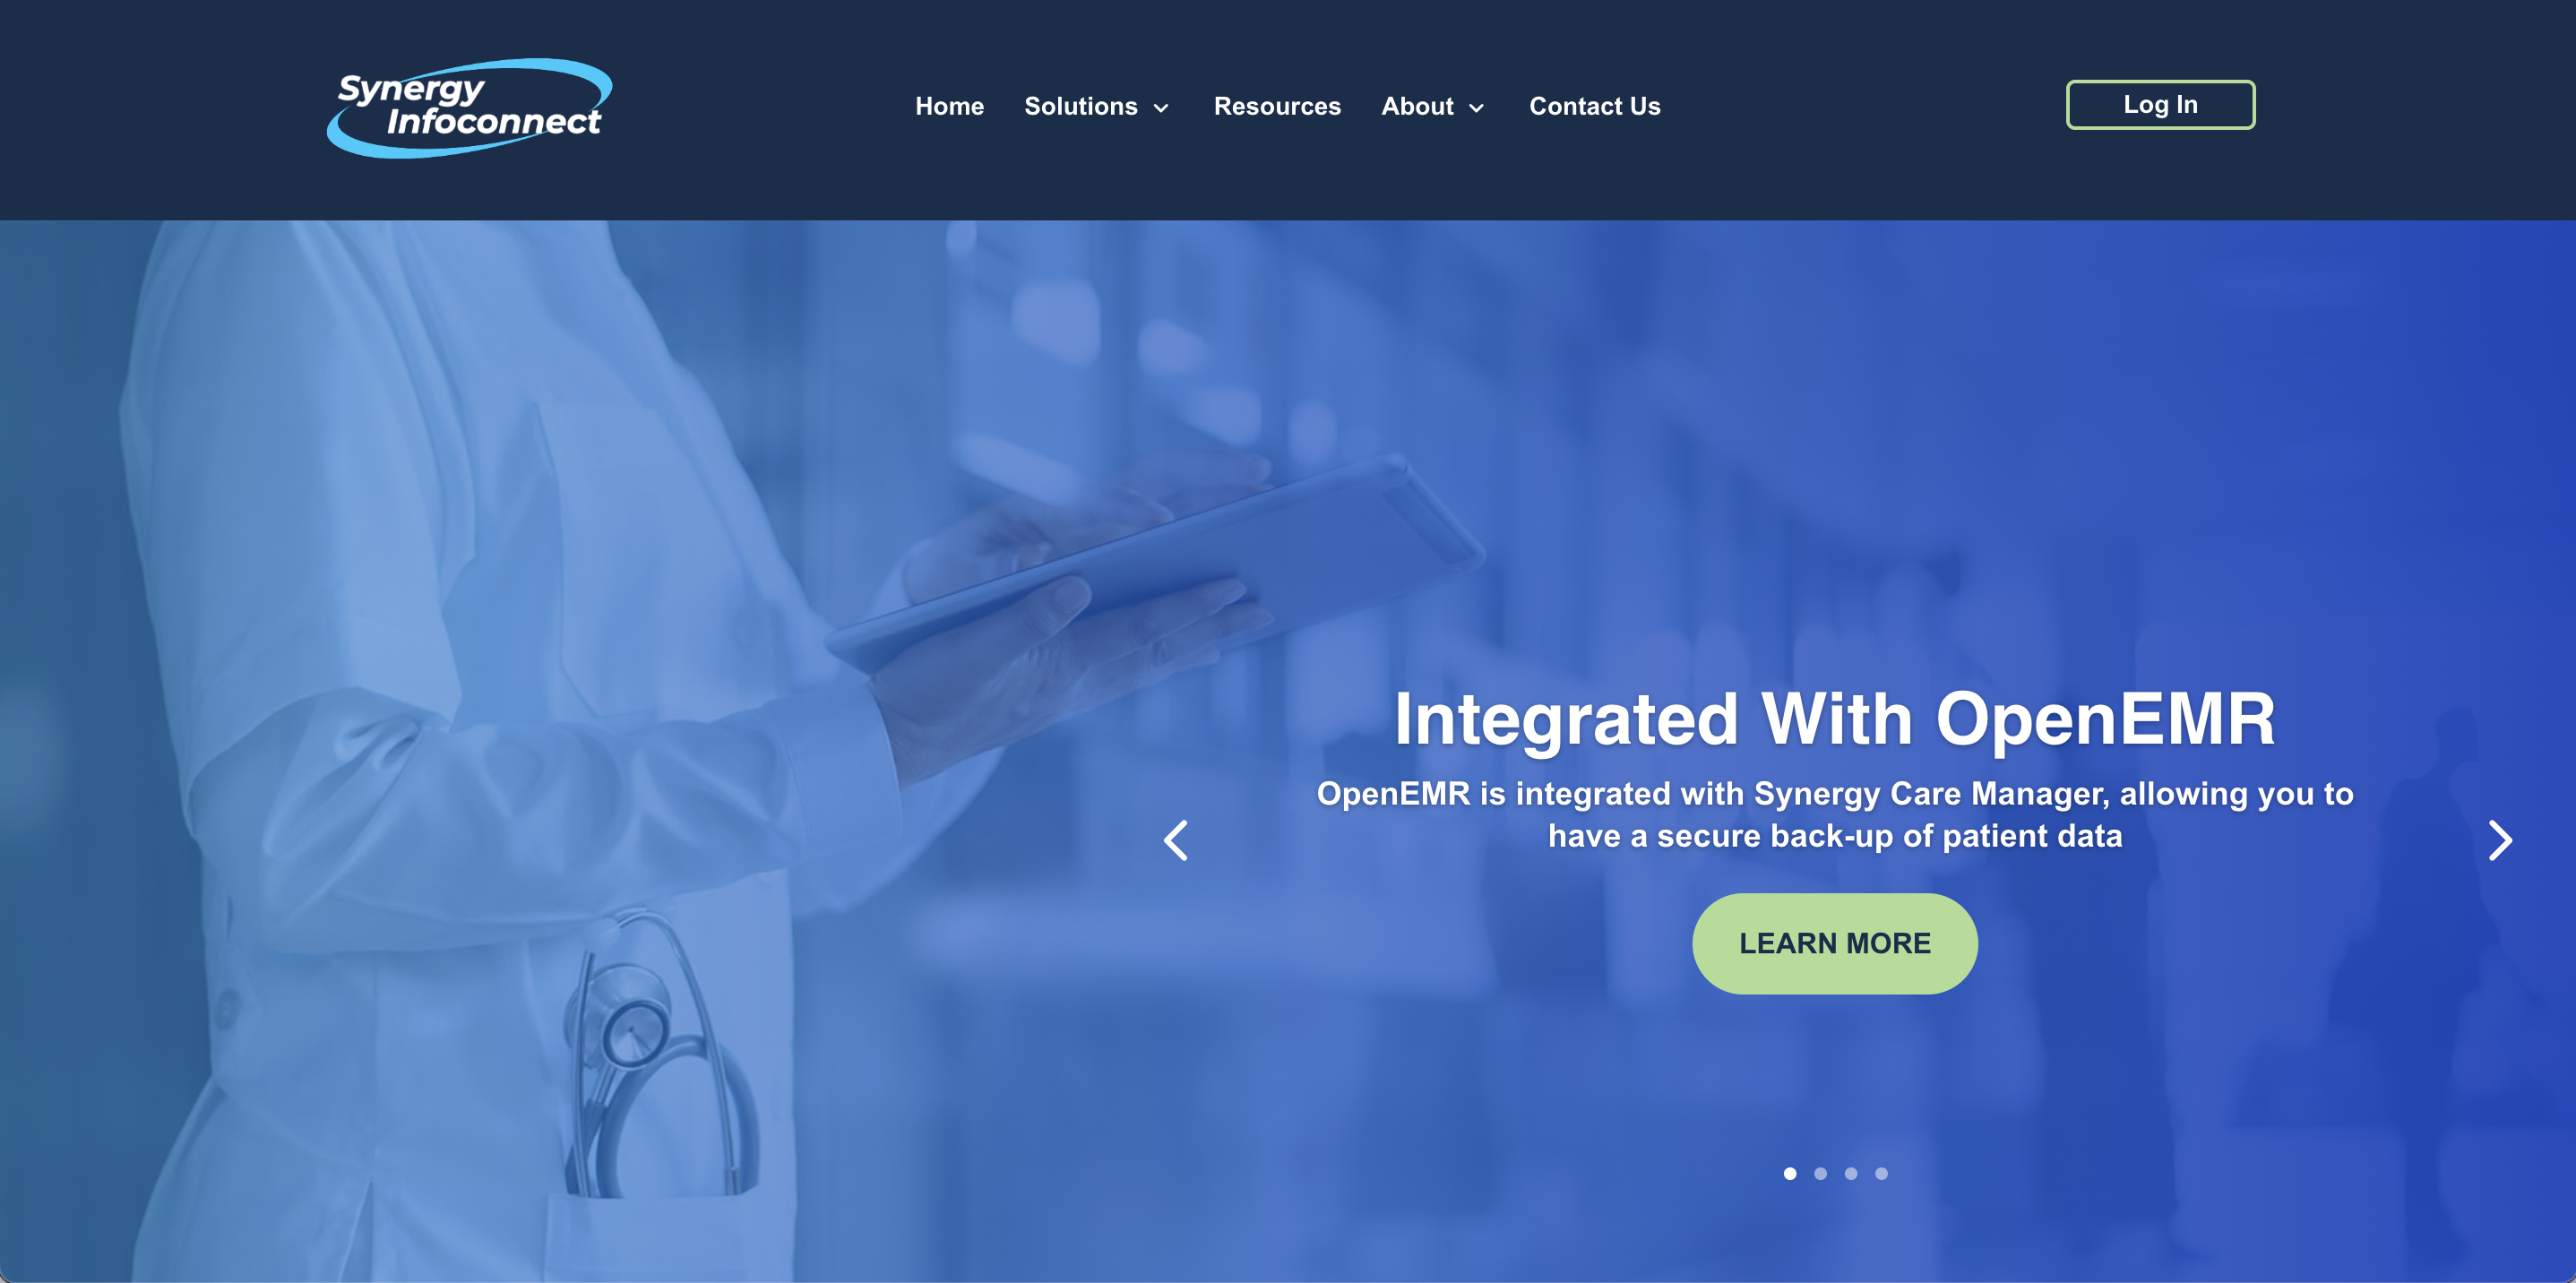 Synergy
Infoconnect
Home Solutions Resources About Contact Us Log In
Integrated With OpenEMR
OpenEMR is integrated with Synergy Care Manager, allowing you to
have a secure back-up of patient data
LEARN MORE